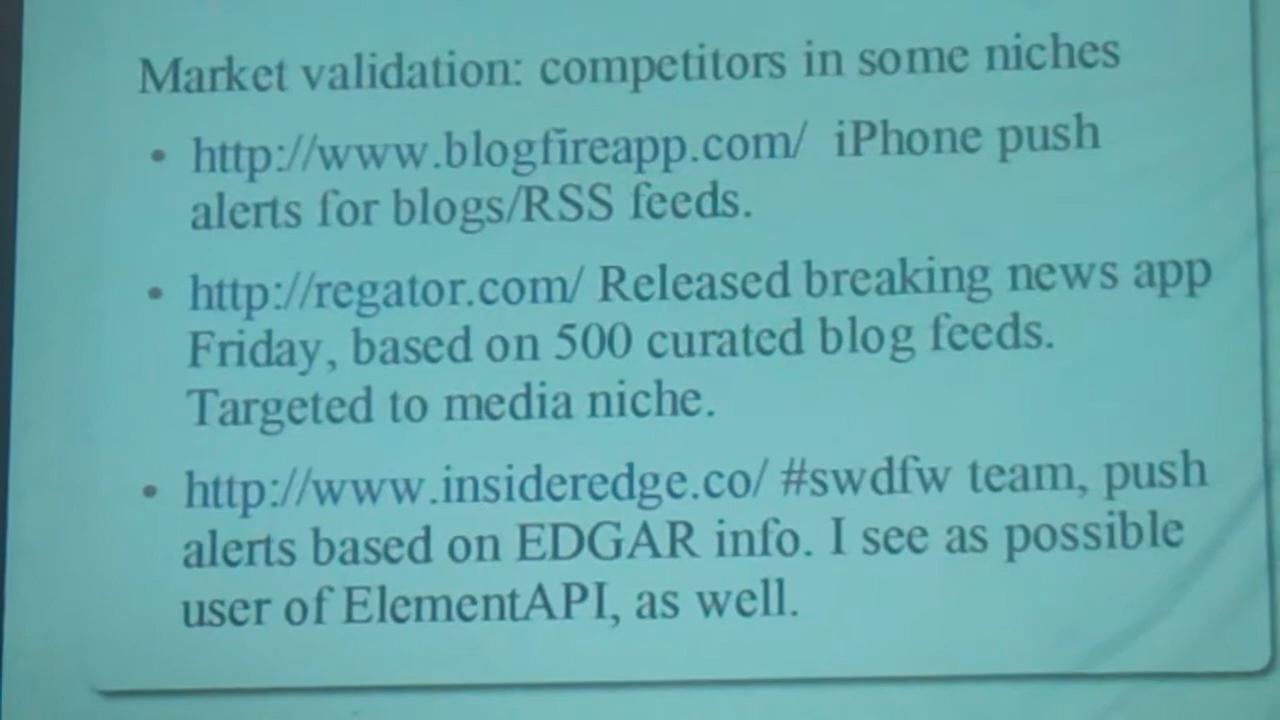 Market validation: competitors in some niches
• http://www.blogfireapp.com/ iPhone push
alerts for blogs/RSS feeds.
• http://regator.com/ Released breaking news app
Friday, based on 500 curated blog feeds.
Targeted to media niche.
• http://www.insideredge.co/ #swdfw team, push
alerts based on EDGAR info. I see as possible
user of ElementAPI, as well.